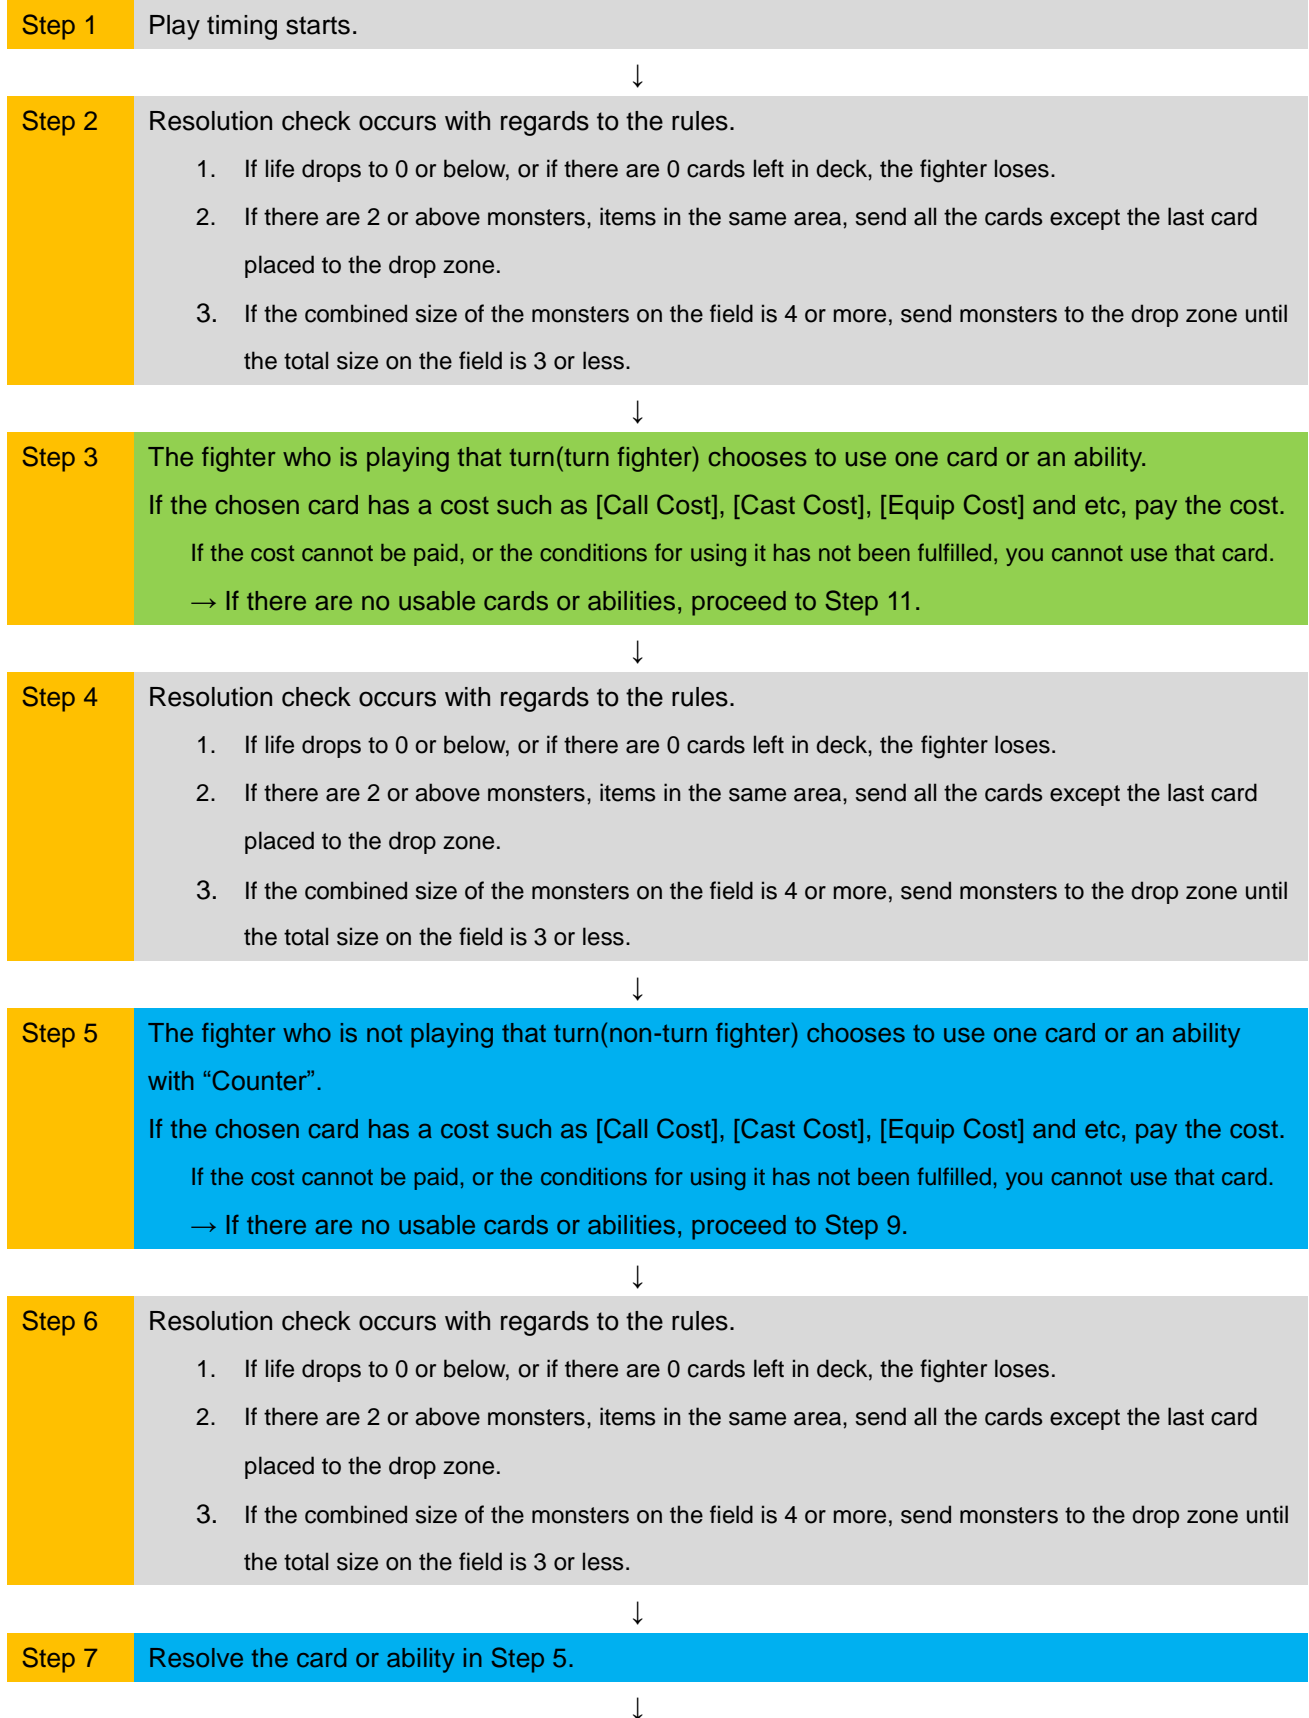 Step 1 Play timing starts.
↓
Step 2 Resolution check occurs with regards to the rules.
1. If life drops to 0 or below, or if there are 0 cards left in deck, the fighter loses.
2. If there are 2 or above monsters, items in the same area, send all the cards except the last card
placed to the drop zone.
3. If the combined size of the monsters on the field is 4 or more, send monsters to the drop zone until
the total size on the field is 3 or less.
↓
Step 3 The fighter who is playing that turn(turn fighter) chooses to use one card or an ability.
If the chosen card has a cost such as [Call Cost], [Cast Cost], [Equip Cost] and etc, pay the cost.
If the cost cannot be paid, or the conditions for using it has not been fulfilled, you cannot use that card.
→ If there are no usable cards or abilities, proceed to Step 11.
↓
Step 4 Resolution check occurs with regards to the rules.
1. If life drops to 0 or below, or if there are 0 cards left in deck, the fighter loses.
2. If there are 2 or above monsters, items in the same area, send all the cards except the last card
placed to the drop zone.
3. If the combined size of the monsters on the field is 4 or more, send monsters to the drop zone until
the total size on the field is 3 or less.
↓
Step 5 The fighter who is not playing that turn(non-turn fighter) chooses to use one card or an ability
with “Counter”.
If the chosen card has a cost such as [Call Cost], [Cast Cost], [Equip Cost] and etc, pay the cost.
If the cost cannot be paid, or the conditions for using it has not been fulfilled, you cannot use that card.
→ If there are no usable cards or abilities, proceed to Step 9.
↓
Step 6 Resolution check occurs with regards to the rules.
1. If life drops to 0 or below, or if there are 0 cards left in deck, the fighter loses.
2. If there are 2 or above monsters, items in the same area, send all the cards except the last card
placed to the drop zone.
3. If the combined size of the monsters on the field is 4 or more, send monsters to the drop zone until
the total size on the field is 3 or less.
↓
Step 7 Resolve the card or ability in Step 5.
↓